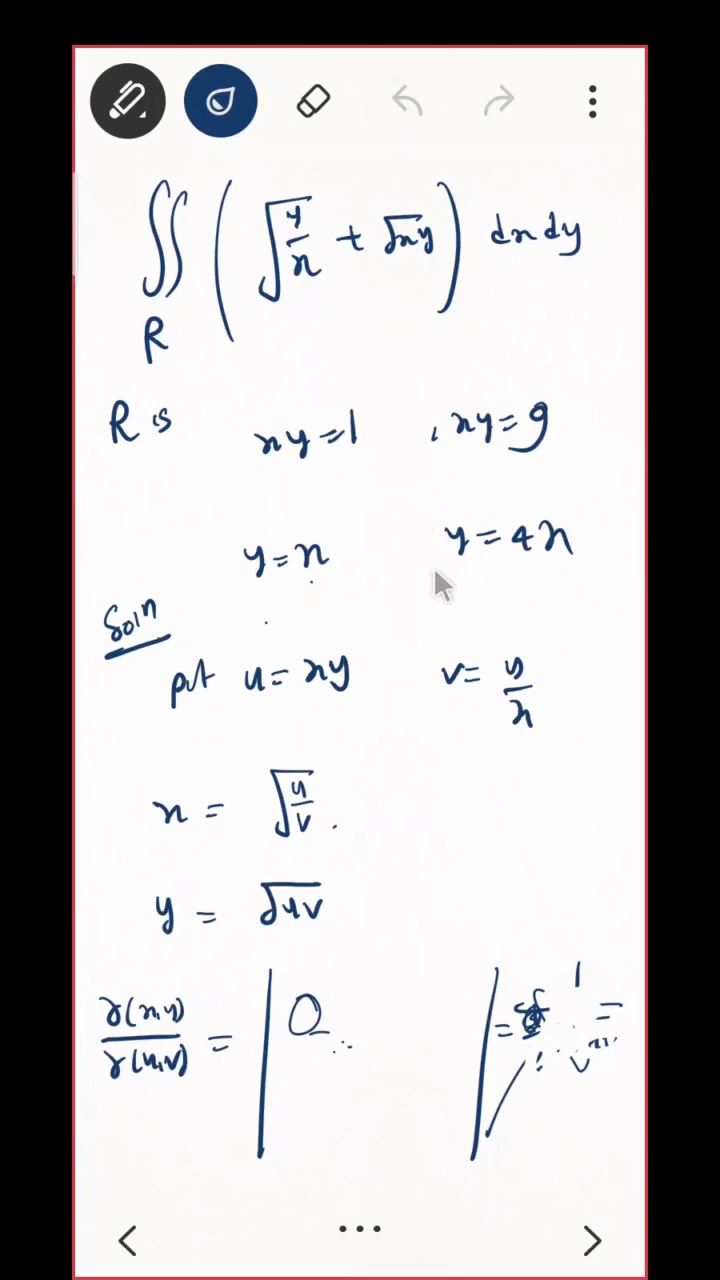 ∬_R ( √(y/x) + √xy ) dx dy
R is xy=1 , xy=9
y=x y=4x
Solⁿ
put u=xy v= y/x
x = √(u/v) .
y = √uv
∂(x,y)/∂(u,v) = | | =